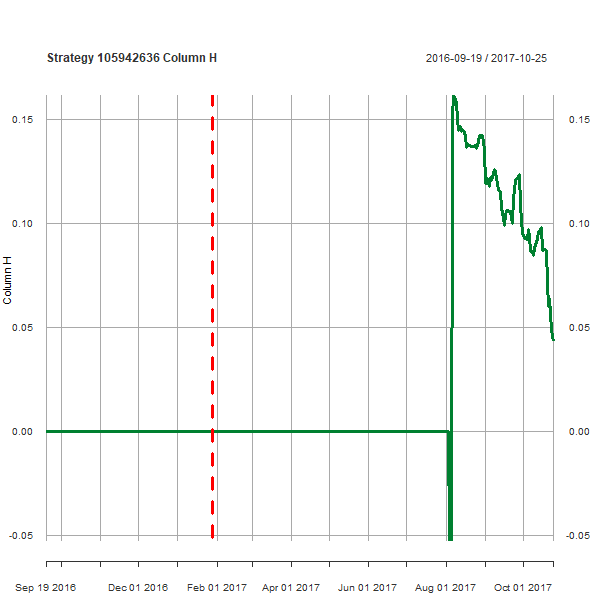 Strategy 105942636 Column H
2016-09-19 / 2017-10-25
0.15 0.15
0.10 0.10
Column H
0.05 0.05
0.00 0.00
-0.05 -0.05
Sep 19 2016 Dec 01 2016 Feb 01 2017 Apr 01 2017 Jun 01 2017 Aug 01 2017 Oct 01 2017